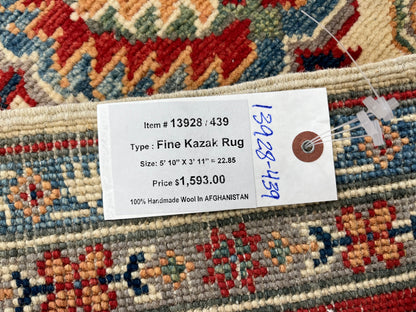 Item # 13928 / 439
Type : Fine Kazak Rug
Size: 5' 10" X 3' 11" = 22.85
Price $1,593.00
100% Handmade Wool In AFGHANISTAN
13928-439